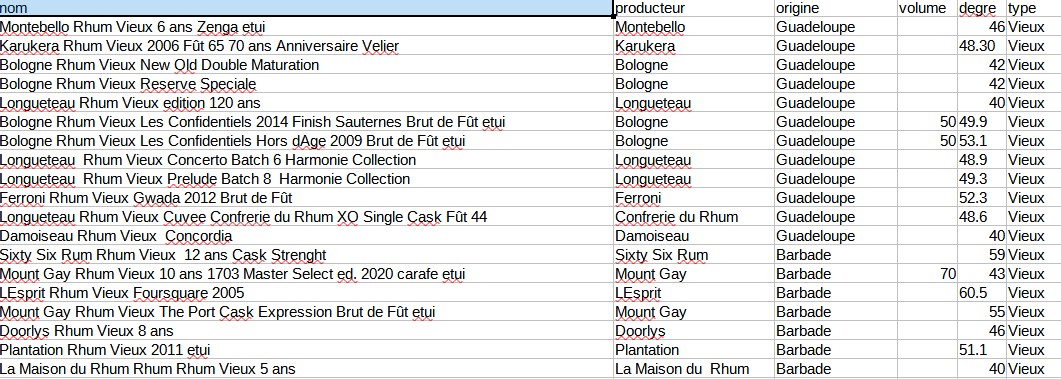 nom producteur origine volume degre type
Montebello Rhum Vieux 6 ans Zenga etui Montebello Guadeloupe 46 Vieux
Karukera Rhum Vieux 2006 Fût 65 70 ans Anniversaire Velier Karukera Guadeloupe 48.30 Vieux
Bologne Rhum Vieux New Old Double Maturation Bologne Guadeloupe 42 Vieux
Bologne Rhum Vieux Reserve Speciale Bologne Guadeloupe 42 Vieux
Longueteau Rhum Vieux edition 120 ans Longueteau Guadeloupe 40 Vieux
Bologne Rhum Vieux Les Confidentiels 2014 Finish Sauternes Brut de Fût etui Bologne Guadeloupe 50 49.9 Vieux
Bologne Rhum Vieux Les Confidentiels Hors dAge 2009 Brut de Fût etui Bologne Guadeloupe 50 53.1 Vieux
Longueteau  Rhum Vieux Concerto Batch 6 Harmonie Collection Longueteau Guadeloupe 48.9 Vieux
Longueteau  Rhum Vieux Prelude Batch 8  Harmonie Collection Longueteau Guadeloupe 49.3 Vieux
Ferroni Rhum Vieux Gwada 2012 Brut de Fût Ferroni Guadeloupe 52.3 Vieux
Longueteau Rhum Vieux Cuvee Confrerie du Rhum XO Single Cask Fût 44 Confrerie du Rhum Guadeloupe 48.6 Vieux
Damoiseau Rhum Vieux  Concordia Damoiseau Guadeloupe 40 Vieux
Sixty Six Rum Rhum Vieux  12 ans Cask Strenght Sixty Six Rum Barbade 59 Vieux
Mount Gay Rhum Vieux 10 ans 1703 Master Select ed. 2020 carafe etui Mount Gay Barbade 70 43 Vieux
LEsprit Rhum Vieux Foursquare 2005 LEsprit Barbade 60.5 Vieux
Mount Gay Rhum Vieux The Port Cask Expression Brut de Fût etui Mount Gay Barbade 55 Vieux
Doorlys Rhum Vieux 8 ans Doorlys Barbade 46 Vieux
Plantation Rhum Vieux 2011 etui Plantation Barbade 51.1 Vieux
La Maison du Rhum Rhum Rhum Vieux 5 ans La Maison du  Rhum Barbade 40 Vieux